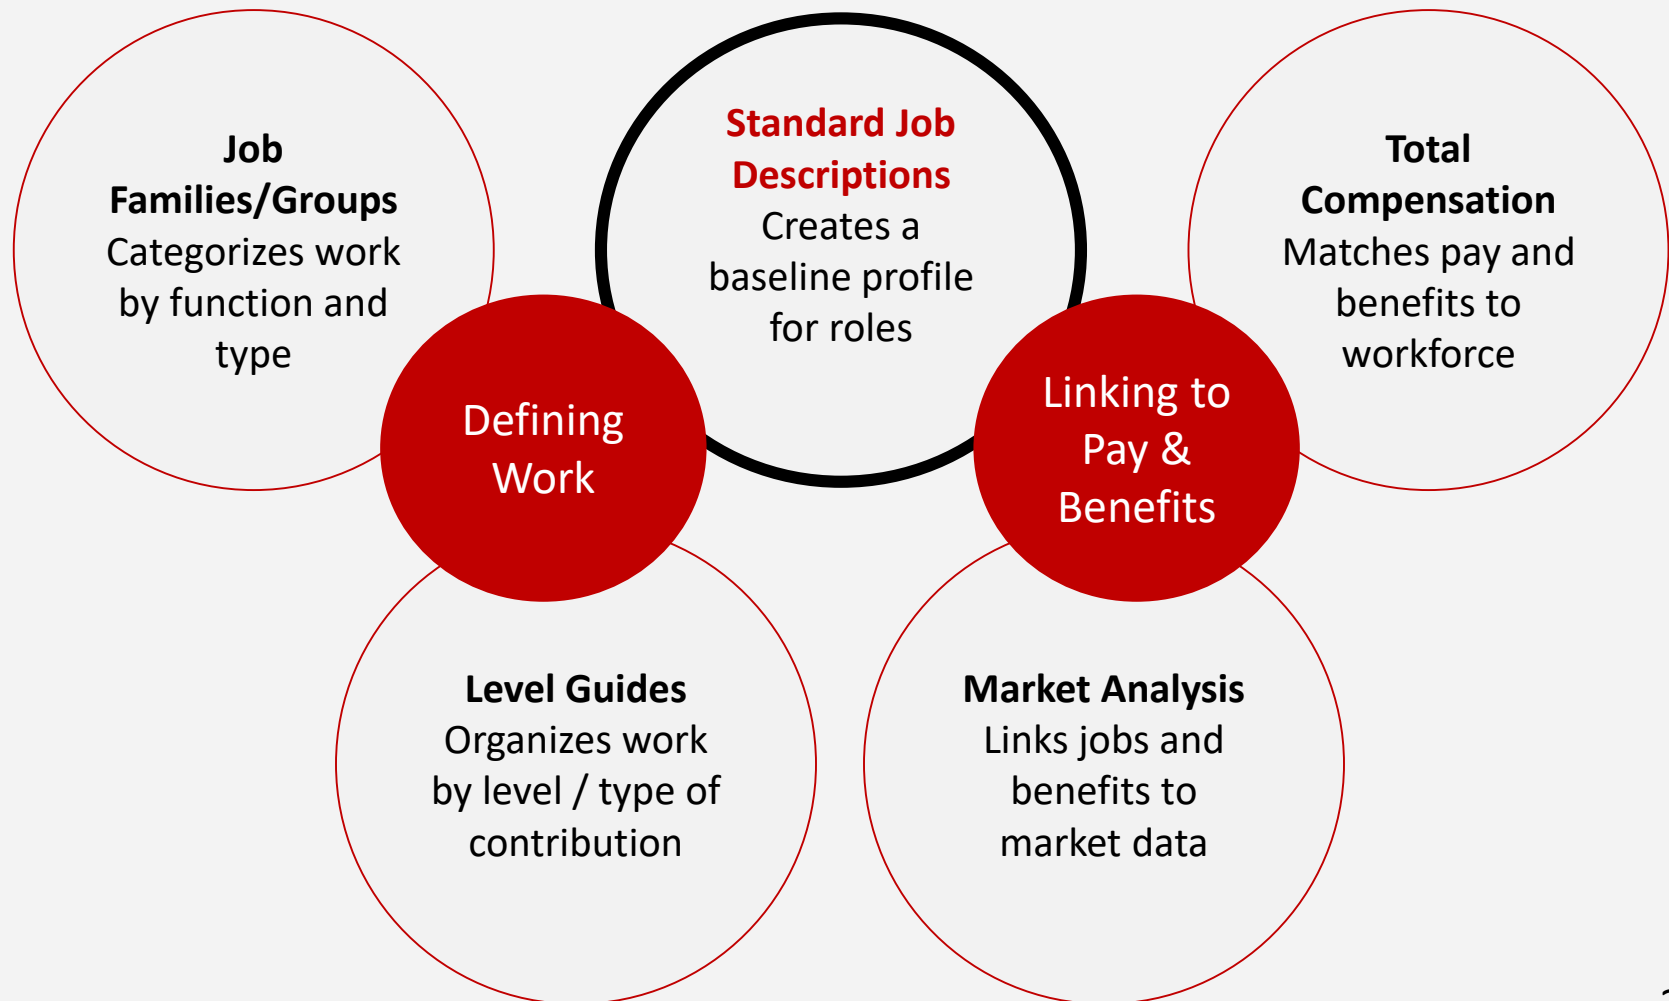 Job
Families/Groups
Categorizes work
by function and
type
Standard Job
Descriptions
Creates a
baseline profile
for roles
Total
Compensation
Matches pay and
benefits to
workforce
Defining
Work
Linking to
Pay &
Benefits
Level Guides
Organizes work
by level / type of
contribution
Market Analysis
Links jobs and
benefits to
market data